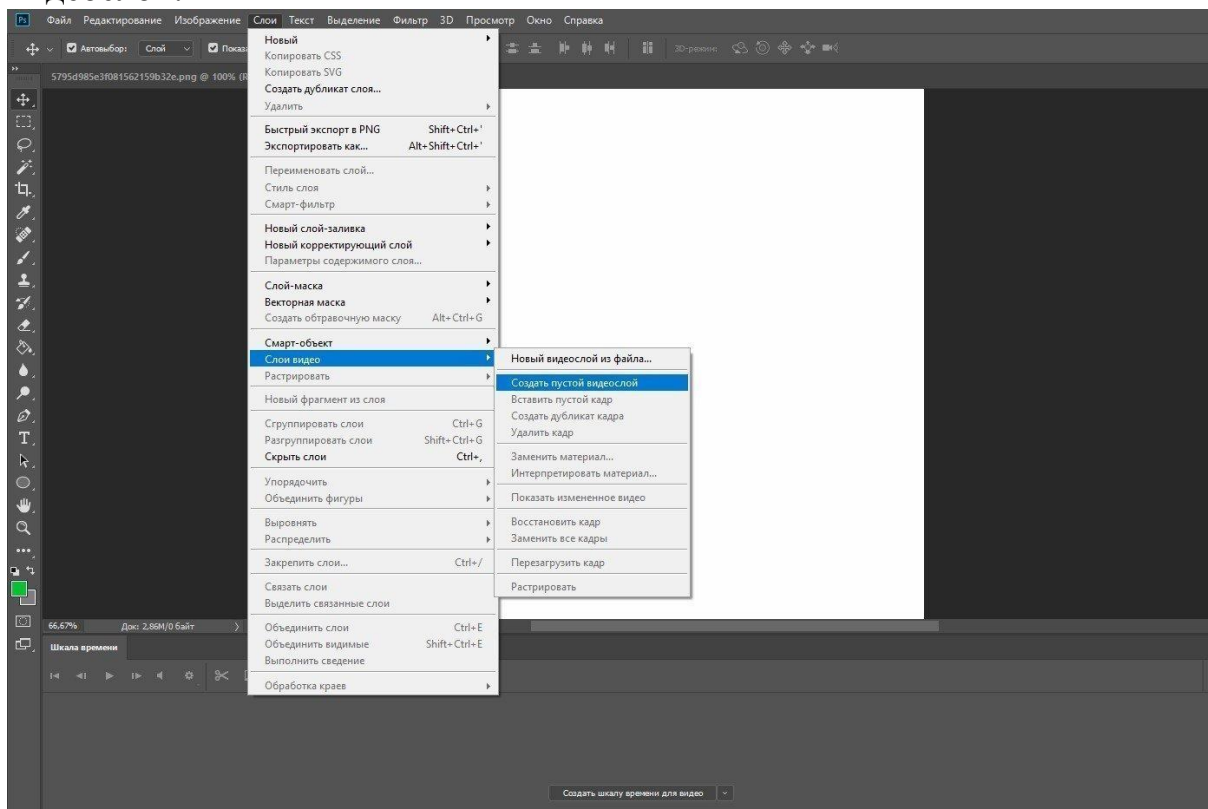 Файл Редактирование Изображение Слои Текст Выделение Фильтр 3D Просмотр Окно Справка
Автовыбор: Слой Показ
3D-режим:
5795d985e3f081562159b32e.png @ 100% (R
Новый
Копировать CSS
Копировать SVG
Создать дубликат слоя...
Удалить
Быстрый экспорт в PNG Shift+Ctrl+'
Экспортировать как... Alt+Shift+Ctrl+'
Переименовать слой...
Стиль слоя
Смарт-фильтр
Новый слой-заливка
Новый корректирующий слой
Параметры содержимого слоя...
Слой-маска
Векторная маска
Создать обтравочную маску Alt+Ctrl+G
Смарт-объект
Слои видео
Растрировать
Новый фрагмент из слоя
Сгруппировать слои Ctrl+G
Разгруппировать слои Shift+Ctrl+G
Скрыть слои Ctrl+,
Упорядочить
Объединить фигуры
Выровнять
Распределить
Закрепить слои... Ctrl+/
Связать слои
Выделить связанные слои
Объединить слои Ctrl+E
Объединить видимые Shift+Ctrl+E
Выполнить сведение
Обработка краев
Новый видеослой из файла...
Создать пустой видеослой
Вставить пустой кадр
Создать дубликат кадра
Удалить кадр
Заменить материал...
Интерпретировать материал...
Показать измененное видео
Восстановить кадр
Заменить все кадры
Перезагрузить кадр
Растрировать
66,67% Док: 2,86M/0 байт
Шкала времени
Создать шкалу времени для видео